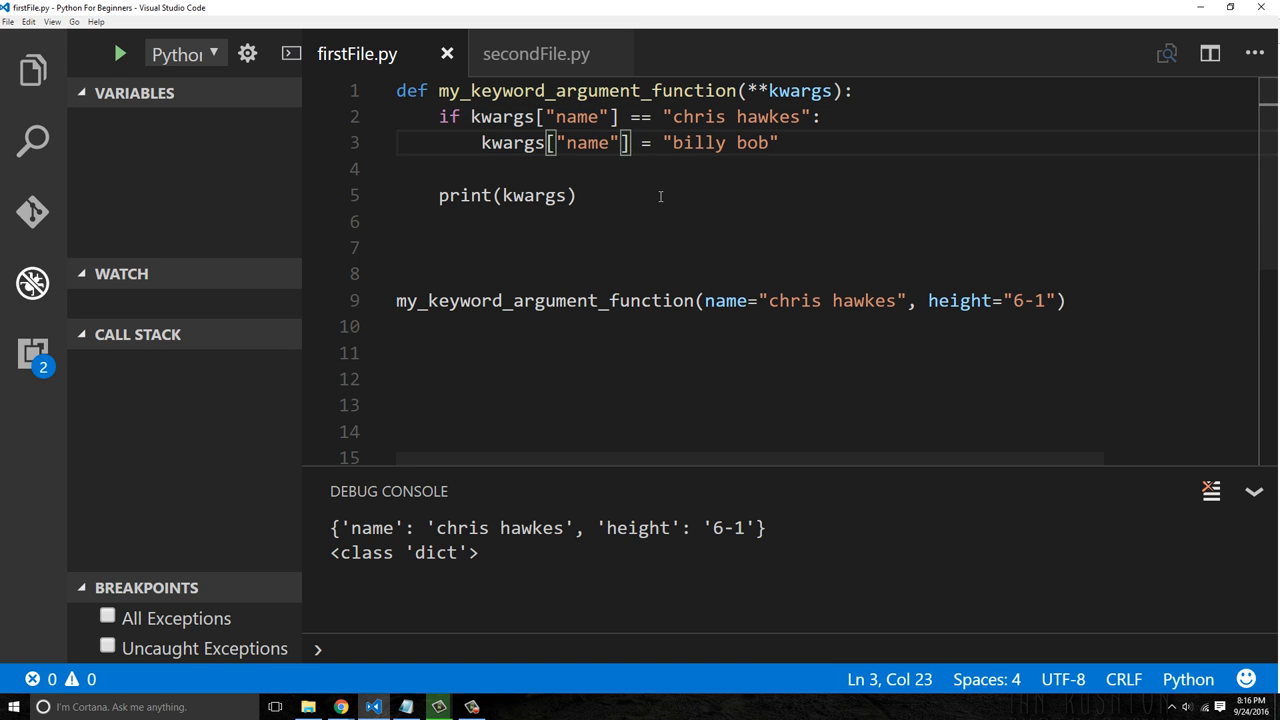 firstFile.py - Python For Beginners - Visual Studio Code
File Edit View Go Help
Python
firstFile.py
secondFile.py
VARIABLES
WATCH
CALL STACK
BREAKPOINTS
All Exceptions
Uncaught Exceptions
2
1 def my_keyword_argument_function(**kwargs):
2 if kwargs["name"] == "chris hawkes":
3 kwargs["name"] = "billy bob"
4
5 print(kwargs)
6
7
8
9 my_keyword_argument_function(name="chris hawkes", height="6-1")
10
11
12
13
14
15
DEBUG CONSOLE
{'name': 'chris hawkes', 'height': '6-1'}
<class 'dict'>
0 0 Ln 3, Col 23 Spaces: 4 UTF-8 CRLF Python
I'm Cortana. Ask me anything.
8:16 PM
9/24/2016